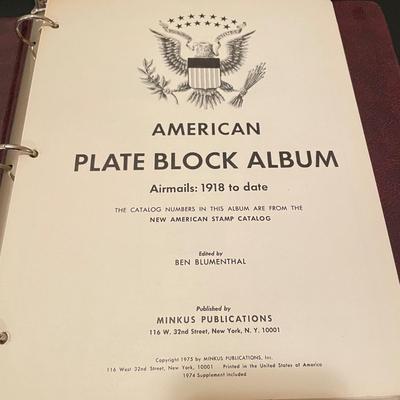 AMERICAN
PLATE BLOCK ALBUM
Airmails: 1918 to date
THE CATALOG NUMBERS IN THIS ALBUM ARE FROM THE
NEW AMERICAN STAMP CATALOG
Edited by
BEN BLUMENTHAL
Published by
MINKUS PUBLICATIONS
116 W. 32nd Street, New York, N. Y. 10001
Copyright 1975 by MINKUS PUBLICATIONS, Inc.
116 West 32nd Street, New York, 10001 Printed in the United States of America
1974 Supplement included